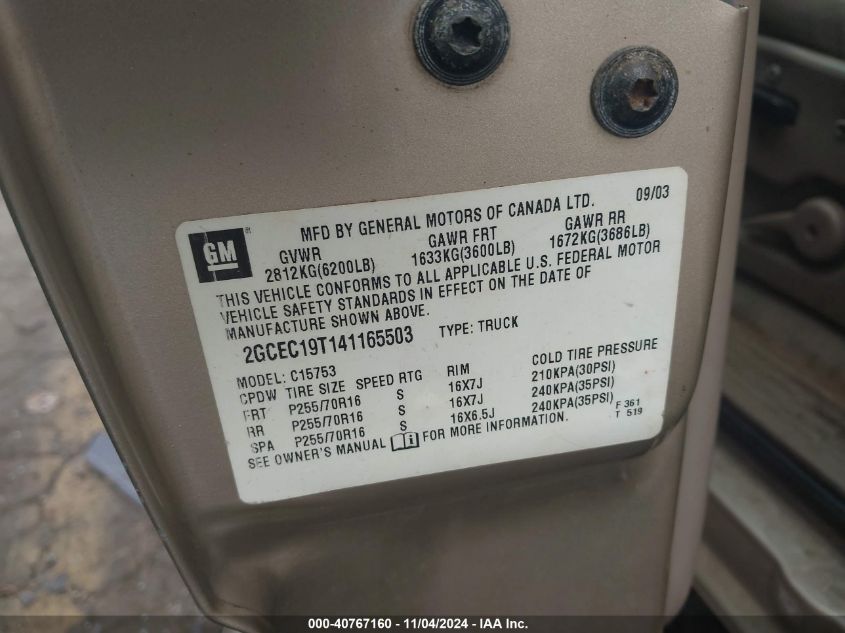 MFD BY GENERAL MOTORS OF CANADA LTD. 09/03
GM
GVWR GAWR FRT GAWR RR
2812KG(6200LB) 1633KG(3600LB) 1672KG(3686LB)
THIS VEHICLE CONFORMS TO ALL APPLICABLE U.S. FEDERAL MOTOR
VEHICLE SAFETY STANDARDS IN EFFECT ON THE DATE OF
MANUFACTURE SHOWN ABOVE.
2GCEC19T141165503 TYPE: TRUCK
MODEL: C15753
CPDW TIRE SIZE SPEED RTG RIM COLD TIRE PRESSURE
FRT P255/70R16 S 16X7J 210KPA(30PSI)
RR P255/70R16 S 16X7J 240KPA(35PSI)
SPA P255/70R16 S 16X6.5J 240KPA(35PSI)
SEE OWNER'S MANUAL FOR MORE INFORMATION.
F 361
T 519
000-40767160 - 11/04/2024 - IAA Inc.